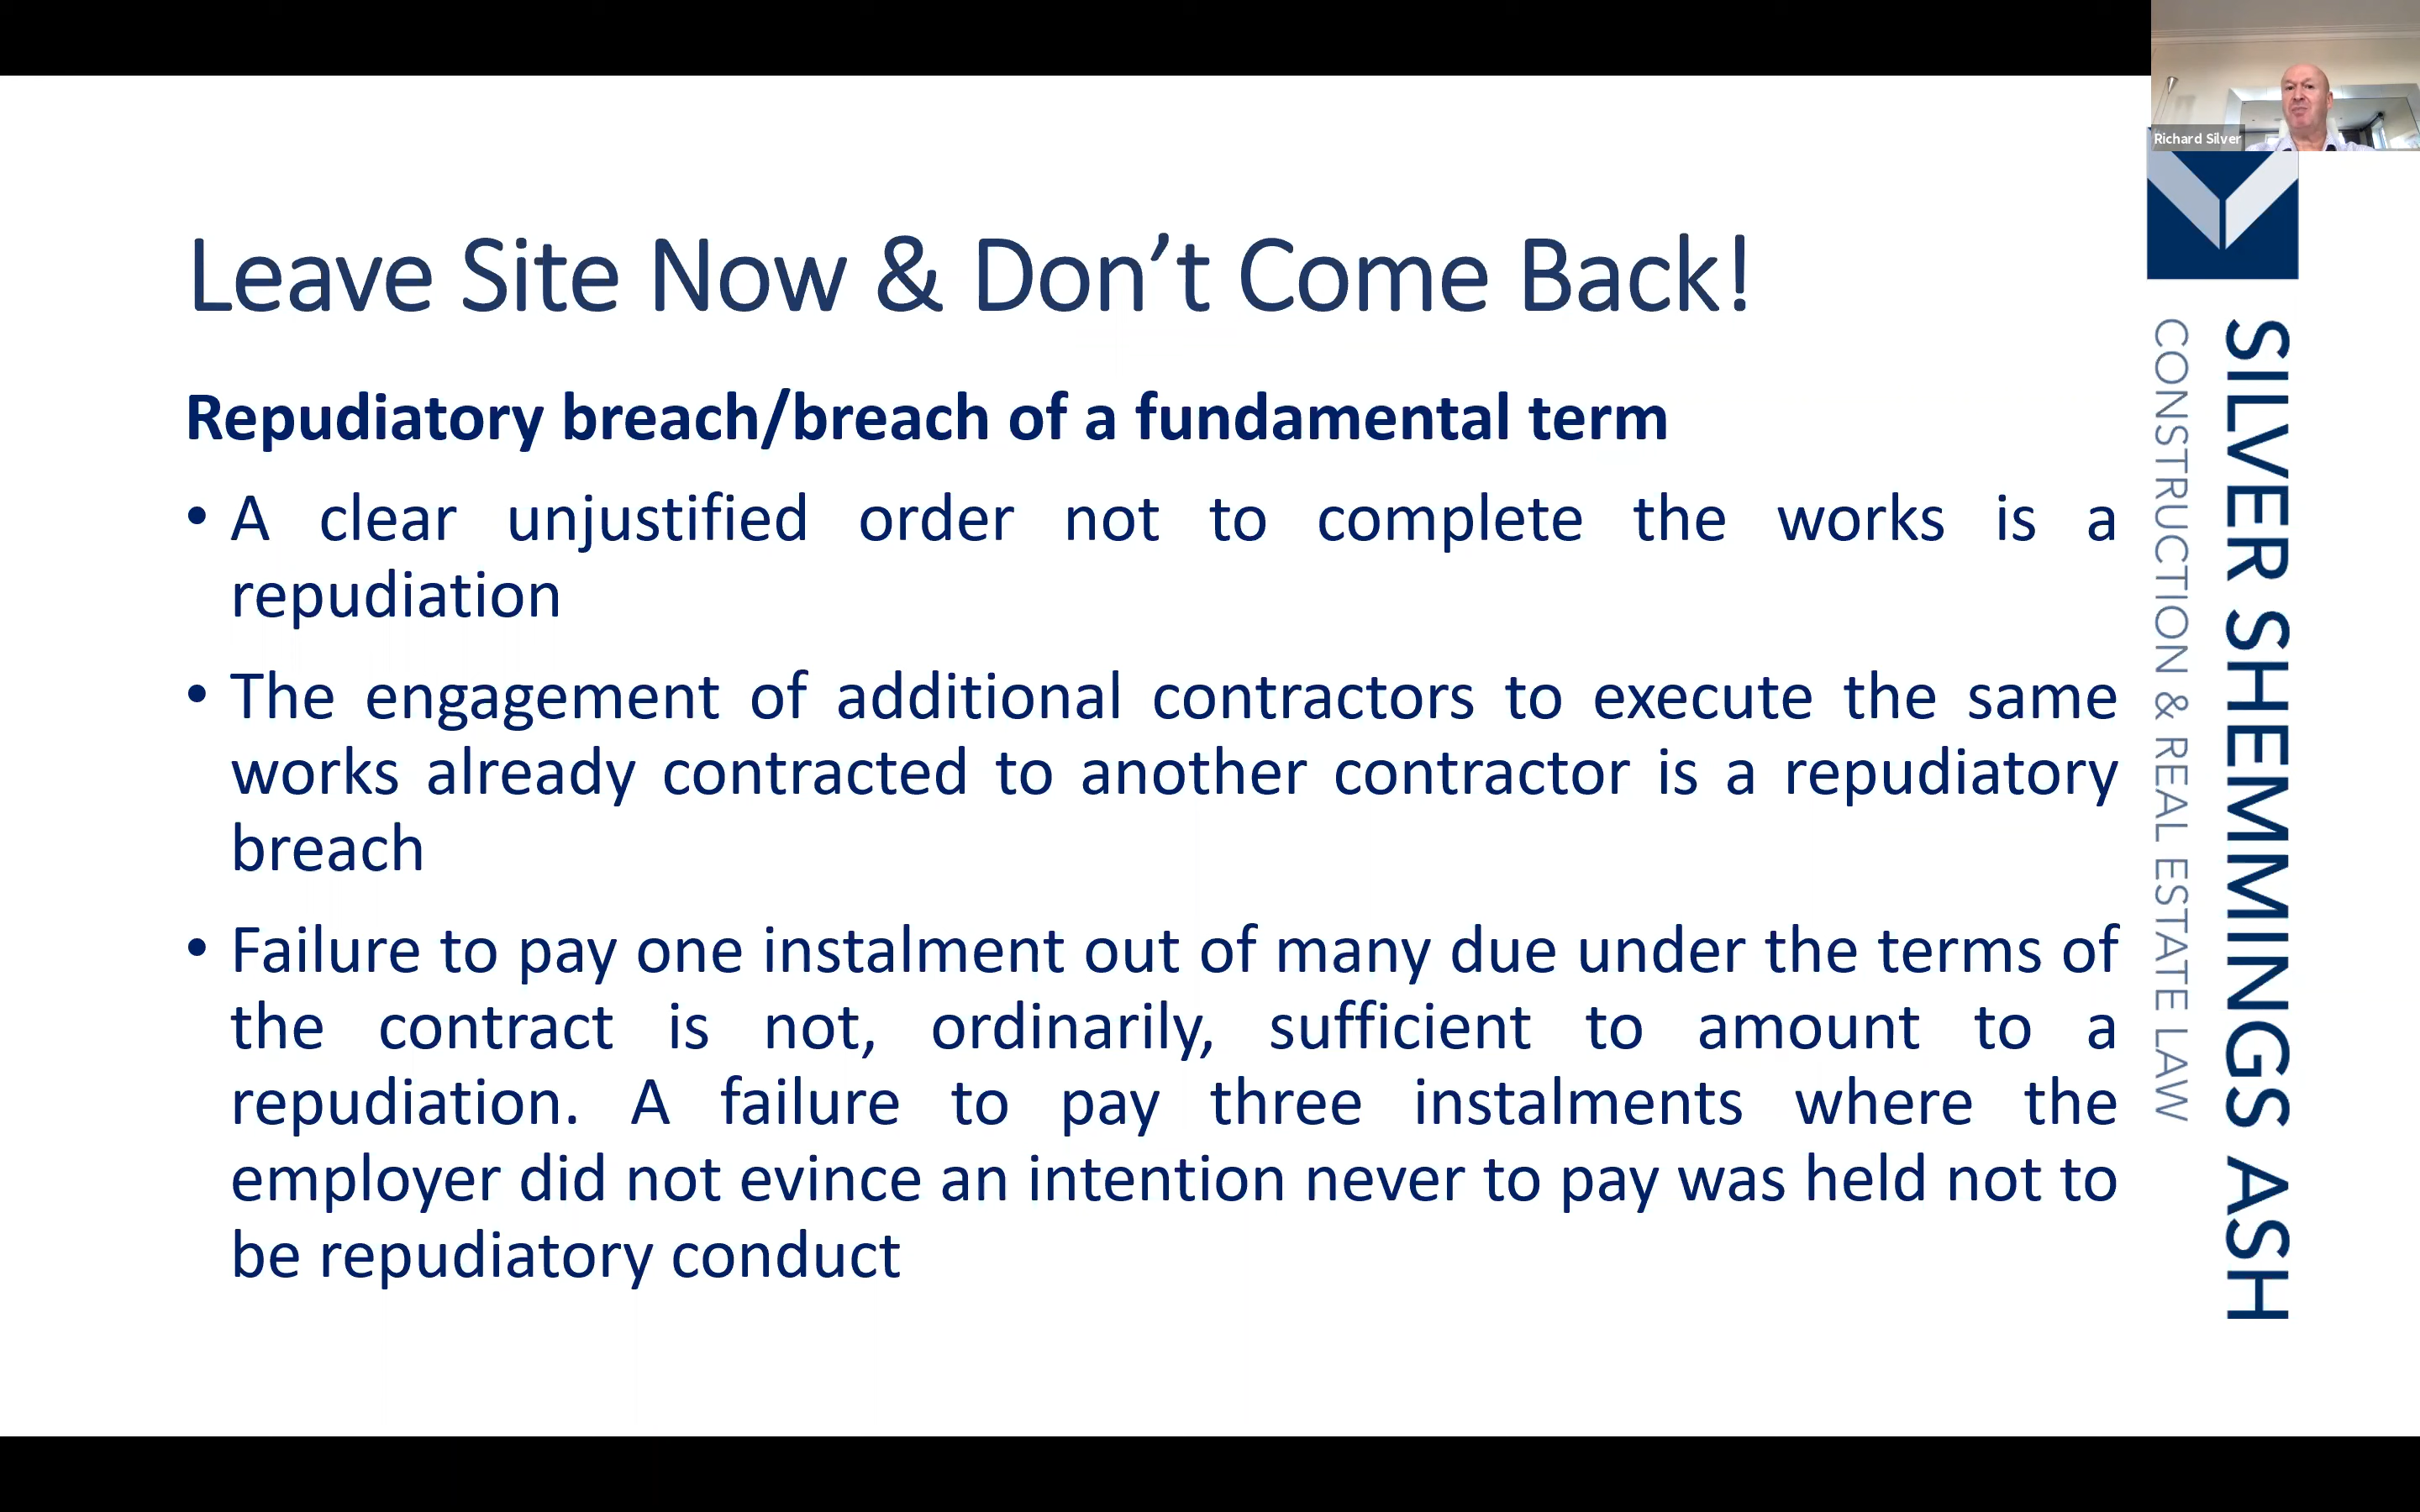 Richard Silver
Leave Site Now & Don’t Come Back!
Repudiatory breach/breach of a fundamental term
• A clear unjustified order not to complete the works is a
repudiation
• The engagement of additional contractors to execute the same
works already contracted to another contractor is a repudiatory
breach
• Failure to pay one instalment out of many due under the terms of
the contract is not, ordinarily, sufficient to amount to a
repudiation. A failure to pay three instalments where the
employer did not evince an intention never to pay was held not to
be repudiatory conduct
SILVER SHEMMINGS ASH
CONSTRUCTION & REAL ESTATE LAW